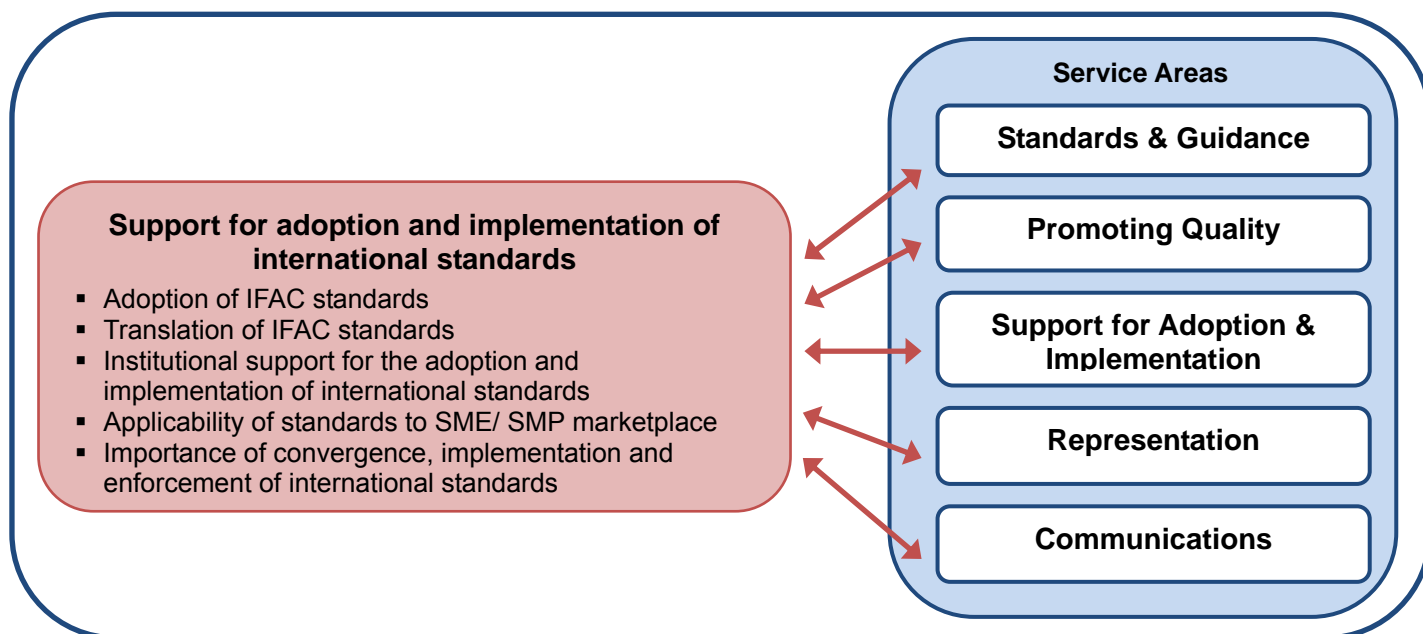 Support for adoption and implementation of
international standards
▪ Adoption of IFAC standards
▪ Translation of IFAC standards
▪ Institutional support for the adoption and
implementation of international standards
▪ Applicability of standards to SME/ SMP marketplace
▪ Importance of convergence, implementation and
enforcement of international standards
Service Areas
Standards & Guidance
Promoting Quality
Support for Adoption &
Implementation
Representation
Communications